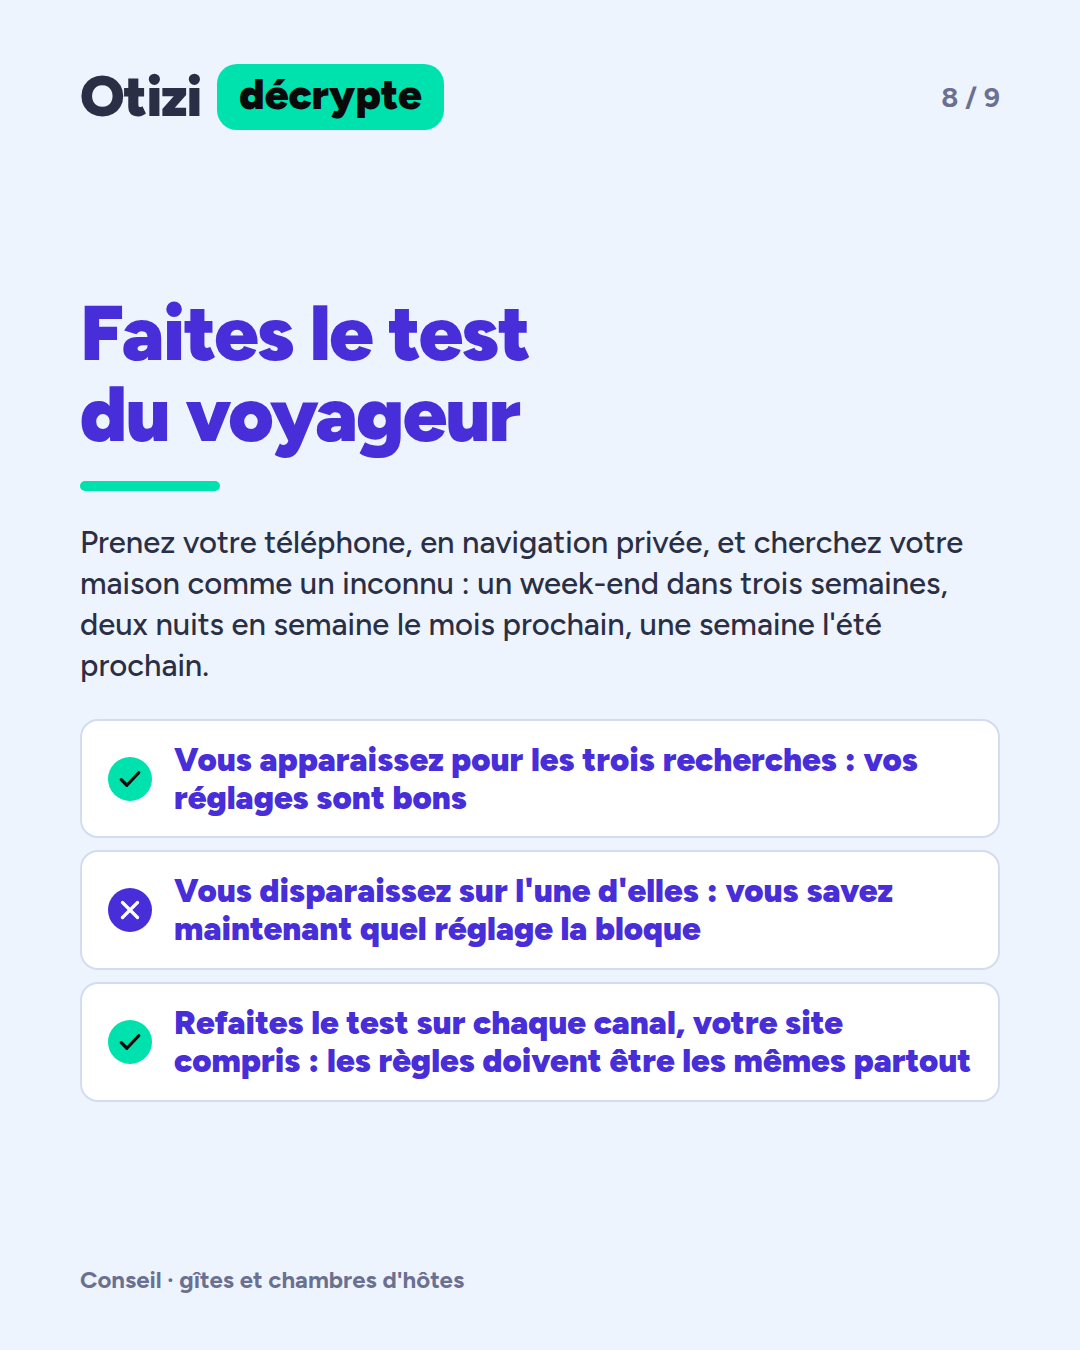 Otizi décrypte
8 / 9
Faites le test
du voyageur
Prenez votre téléphone, en navigation privée, et cherchez votre
maison comme un inconnu : un week-end dans trois semaines,
deux nuits en semaine le mois prochain, une semaine l'été
prochain.
Vous apparaissez pour les trois recherches : vos
réglages sont bons
Vous disparaissez sur l'une d'elles : vous savez
maintenant quel réglage la bloque
Refaites le test sur chaque canal, votre site
compris : les règles doivent être les mêmes partout
Conseil · gîtes et chambres d'hôtes